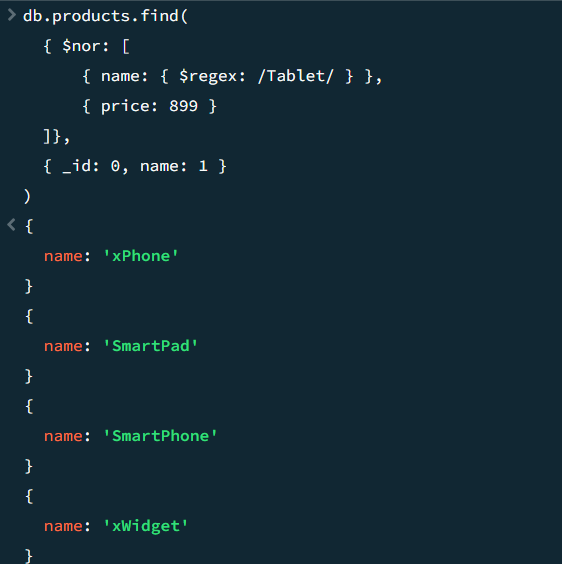 db.products.find(
{ $nor: [
{ name: { $regex: /Tablet/ } },
{ price: 899 }
]},
{ _id: 0, name: 1 }
)
{
name: 'xPhone'
}
{
name: 'SmartPad'
}
{
name: 'SmartPhone'
}
{
name: 'xWidget'
}